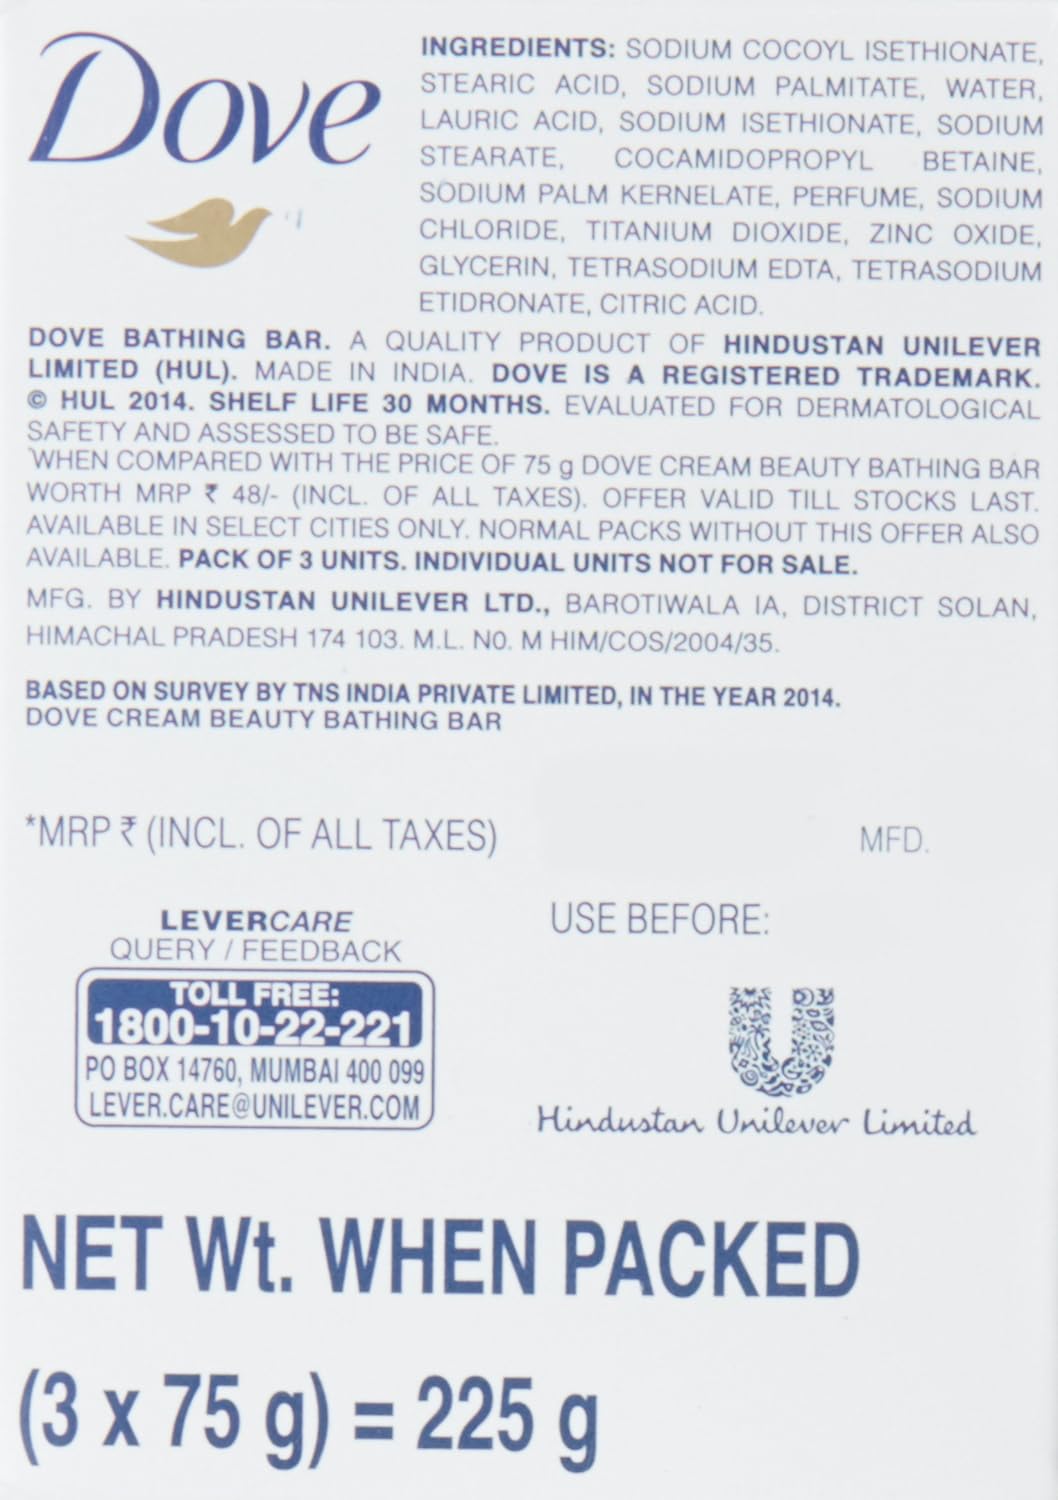 Dove
INGREDIENTS: SODIUM COCOYL ISETHIONATE,
STEARIC ACID, SODIUM PALMITATE, WATER,
LAURIC ACID, SODIUM ISETHIONATE, SODIUM
STEARATE, COCAMIDOPROPYL BETAINE,
SODIUM PALM KERNELATE, PERFUME, SODIUM
CHLORIDE, TITANIUM DIOXIDE, ZINC OXIDE,
GLYCERIN, TETRASODIUM EDTA, TETRASODIUM
ETIDRONATE, CITRIC ACID.
DOVE BATHING BAR. A QUALITY PRODUCT OF HINDUSTAN UNILEVER
LIMITED (HUL). MADE IN INDIA. DOVE IS A REGISTERED TRADEMARK.
© HUL 2014. SHELF LIFE 30 MONTHS. EVALUATED FOR DERMATOLOGICAL
SAFETY AND ASSESSED TO BE SAFE.
WHEN COMPARED WITH THE PRICE OF 75 g DOVE CREAM BEAUTY BATHING BAR
WORTH MRP ₹ 48/- (INCL. OF ALL TAXES). OFFER VALID TILL STOCKS LAST.
AVAILABLE IN SELECT CITIES ONLY. NORMAL PACKS WITHOUT THIS OFFER ALSO
AVAILABLE. PACK OF 3 UNITS. INDIVIDUAL UNITS NOT FOR SALE.
MFG. BY HINDUSTAN UNILEVER LTD., BAROTIWALA IA, DISTRICT SOLAN,
HIMACHAL PRADESH 174 103. M.L. NO. M HIM/COS/2004/35.
BASED ON SURVEY BY TNS INDIA PRIVATE LIMITED, IN THE YEAR 2014.
DOVE CREAM BEAUTY BATHING BAR
*MRP ₹ (INCL. OF ALL TAXES)
MFD.
USE BEFORE:
LEVERCARE
QUERY / FEEDBACK
TOLL FREE:
1800-10-22-221
PO BOX 14760, MUMBAI 400 099
LEVER.CARE@UNILEVER.COM
Hindustan Unilever Limited
NET Wt. WHEN PACKED
(3 x 75 g) = 225 g